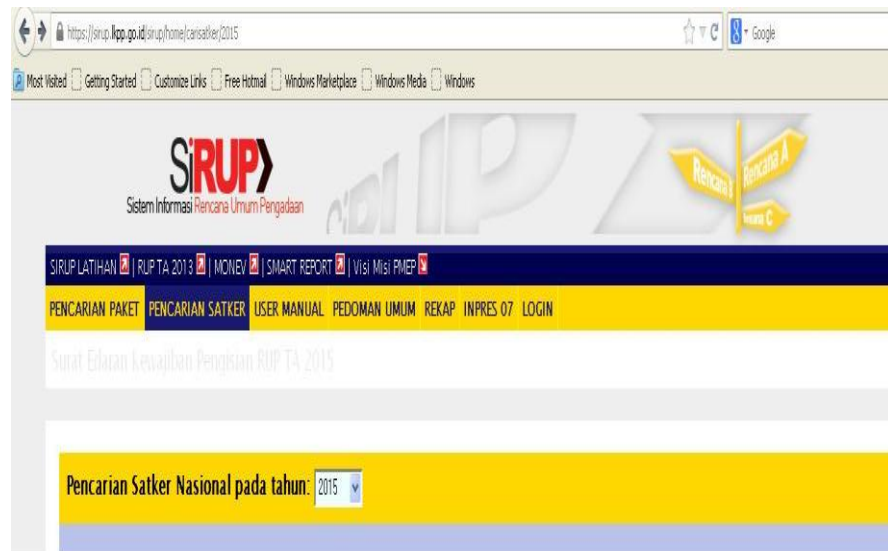 https://sirup.lkpp.go.id/sirup/home/carisatker/2015
Google
Most Visited Getting Started Customize Links Free Hotmail Windows Marketplace Windows Media Windows
SiRUP
Sistem Informasi Rencana Umum Pengadaan
SiRUP
Rencana A
Rencana B
Rencana C
SIRUP LATIHAN | RUP TA 2013 | MONEV | SMART REPORT | Visi Misi PMEP
PENCARIAN PAKET PENCARIAN SATKER USER MANUAL PEDOMAN UMUM REKAP INPRES 07 LOGIN
Surat Edaran kewajiban Pengisian RUP TA 2015
Pencarian Satker Nasional pada tahun: 2015